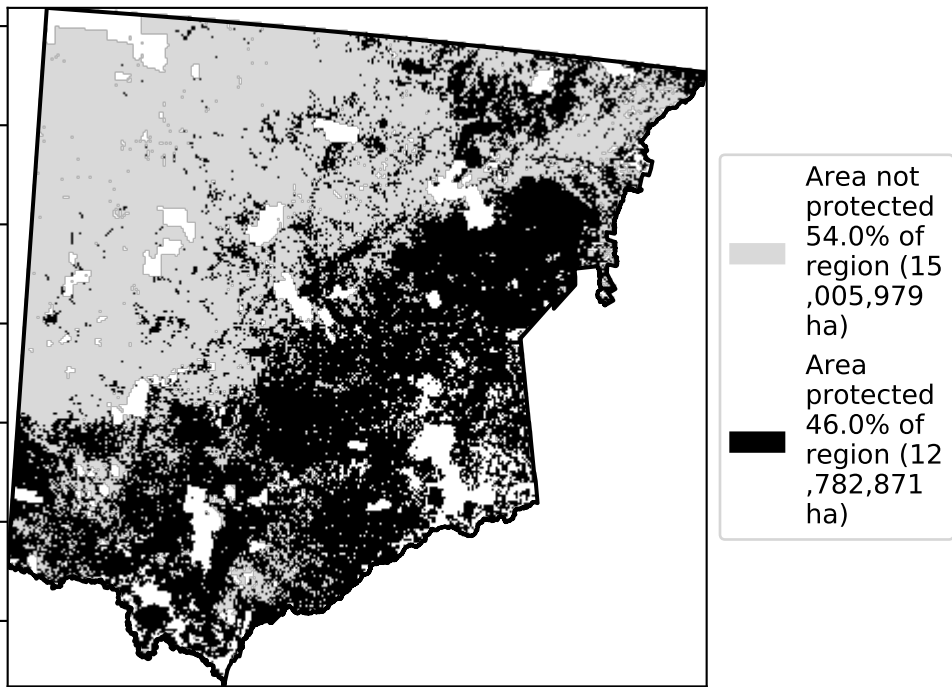 Area not
protected
54.0% of
region (15
,005,979
ha)
Area
protected
46.0% of
region (12
,782,871
ha)